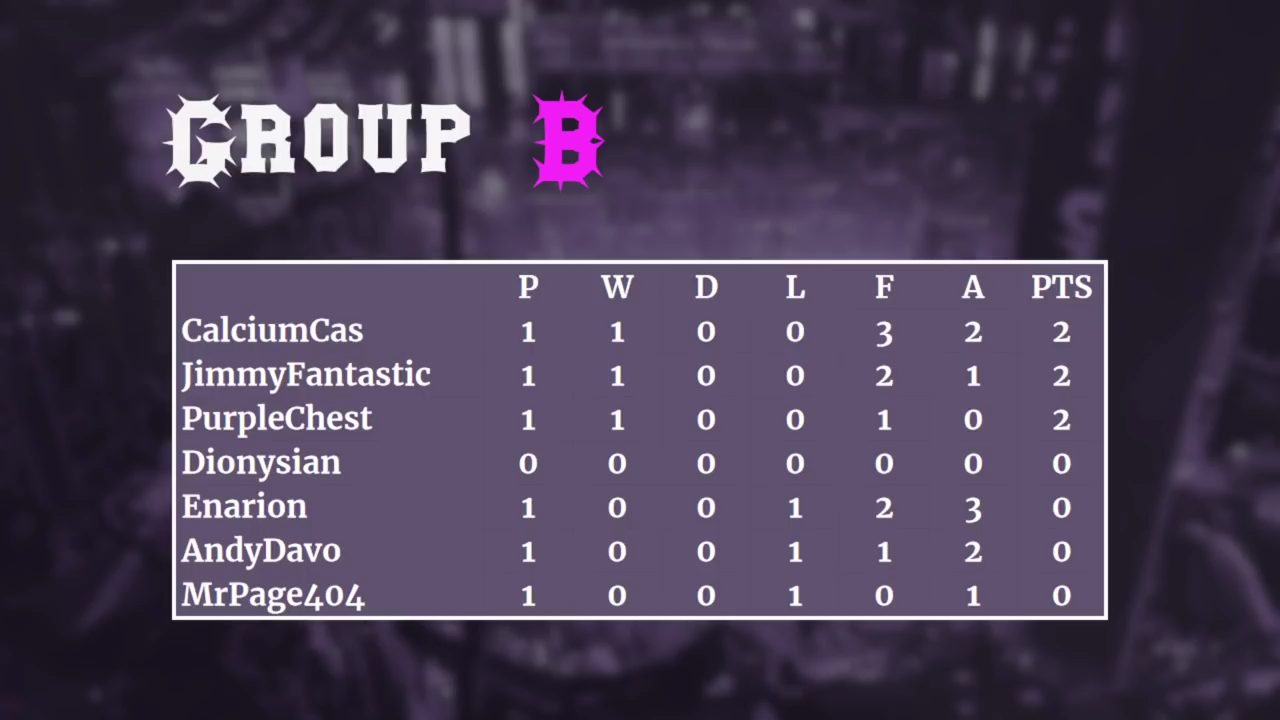 Group B
P W D L F A PTS
CalciumCas 1 1 0 0 3 2 2
JimmyFantastic 1 1 0 0 2 1 2
PurpleChest 1 1 0 0 1 0 2
Dionysian 0 0 0 0 0 0 0
Enarion 1 0 0 1 2 3 0
AndyDavo 1 0 0 1 1 2 0
MrPage404 1 0 0 1 0 1 0